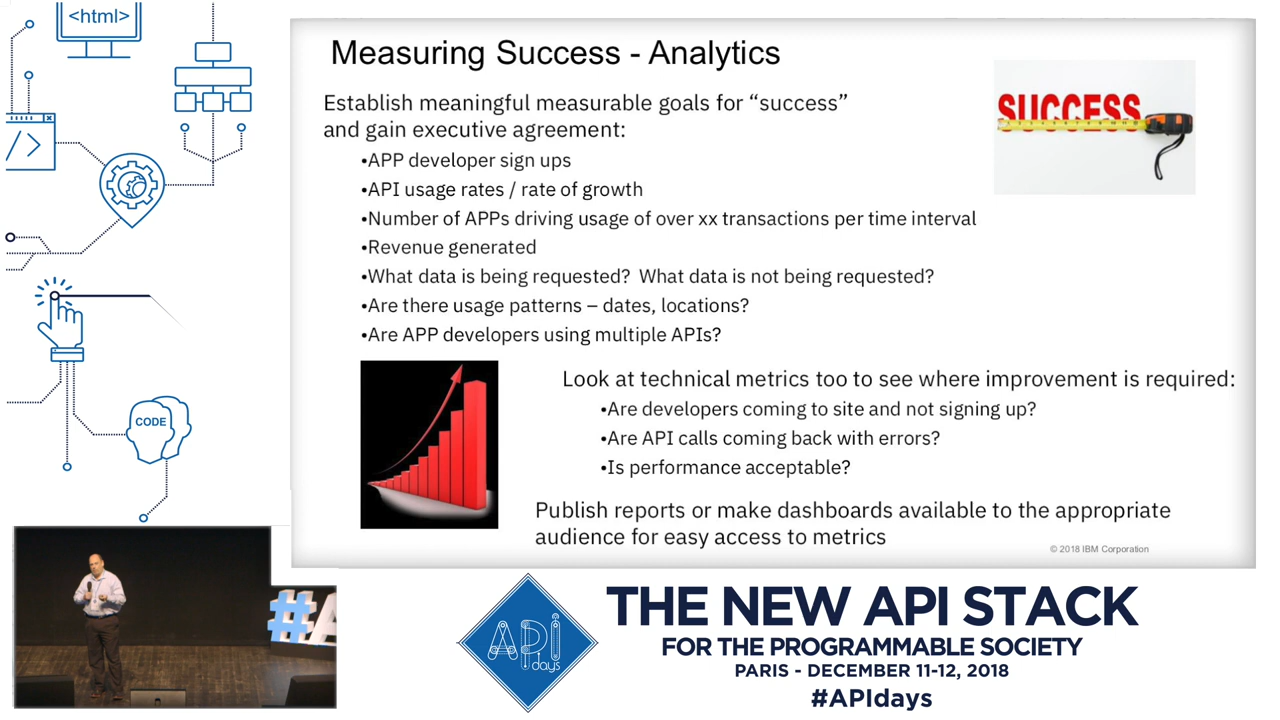 <html>
</>
CODE
Measuring Success - Analytics
SUCCESS
Establish meaningful measurable goals for “success”
and gain executive agreement:
•APP developer sign ups
•API usage rates / rate of growth
•Number of APPs driving usage of over xx transactions per time interval
•Revenue generated
•What data is being requested?  What data is not being requested?
•Are there usage patterns – dates, locations?
•Are APP developers using multiple APIs?
Look at technical metrics too to see where improvement is required:
•Are developers coming to site and not signing up?
•Are API calls coming back with errors?
•Is performance acceptable?
Publish reports or make dashboards available to the appropriate
audience for easy access to metrics
© 2018 IBM Corporation
#A
API
days
THE NEW API STACK
FOR THE PROGRAMMABLE SOCIETY
PARIS - DECEMBER 11-12, 2018
#APIdays